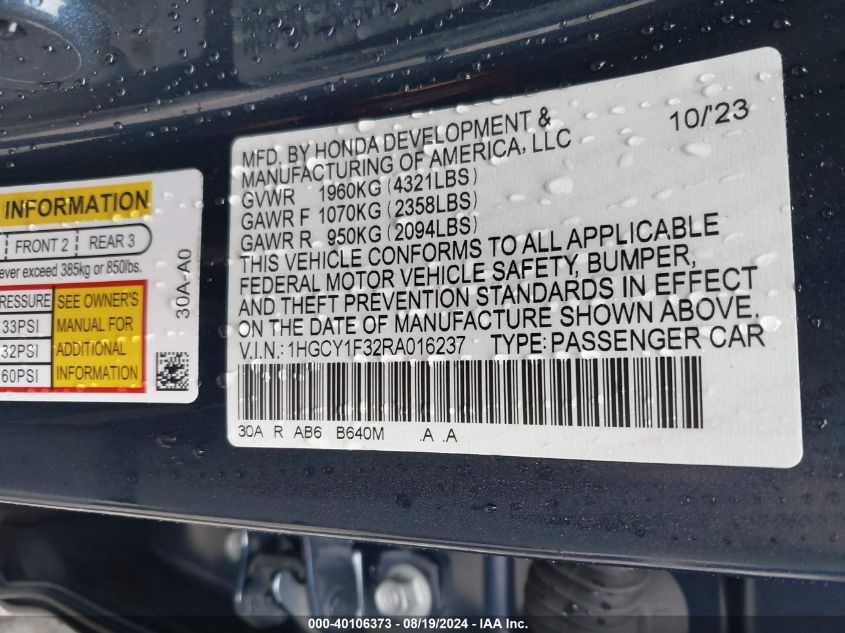 INFORMATION
FRONT 2 REAR 3
ever exceed 385kg or 850lbs.
RESSURE SEE OWNER'S
33PSI MANUAL FOR
32PSI ADDITIONAL
60PSI INFORMATION
30A-A0
10/'23
MFD. BY HONDA DEVELOPMENT &
MANUFACTURING OF AMERICA, LLC
GVWR 1960KG (4321LBS)
GAWR F 1070KG (2358LBS)
GAWR R 950KG (2094LBS)
THIS VEHICLE CONFORMS TO ALL APPLICABLE
FEDERAL MOTOR VEHICLE SAFETY, BUMPER,
AND THEFT PREVENTION STANDARDS IN EFFECT
ON THE DATE OF MANUFACTURE SHOWN ABOVE.
V.I.N.: 1HGCY1F32RA016237 TYPE: PASSENGER CAR
30A R AB6 B640M .A .A
000-40106373 - 08/19/2024 - IAAI Inc.